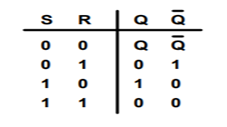 S R Q Q̅
0 0 Q Q̅
0 1 0 1
1 0 1 0
1 1 0 0